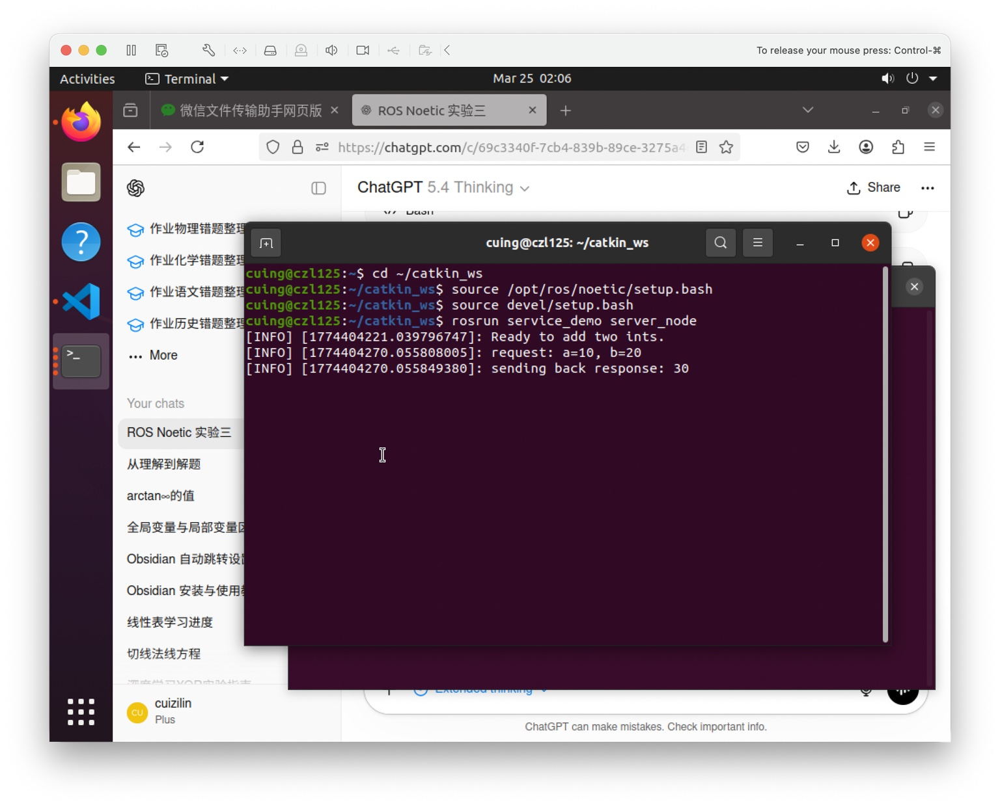 To release your mouse press: Control-⌘
Activities
Terminal
Mar 25 02:06
微信文件传输助手网页版
ROS Noetic 实验三
https://chatgpt.com/c/69c3340f-7cb4-839b-89ce-3275a4
ChatGPT 5.4 Thinking
Share
Bash
作业物理错题整理
作业化学错题整理
作业语文错题整理
作业历史错题整理
More
Your chats
ROS Noetic 实验三
从理解到解题
arctan∞的值
全局变量与局部变量区
Obsidian 自动跳转设置
Obsidian 安装与使用教
线性表学习进度
切线法线方程
cuizilin
Plus
CU
cuing@czl125: ~/catkin_ws
cuing@czl125:~$ cd ~/catkin_ws
cuing@czl125:~/catkin_ws$ source /opt/ros/noetic/setup.bash
cuing@czl125:~/catkin_ws$ source devel/setup.bash
cuing@czl125:~/catkin_ws$ rosrun service_demo server_node
[INFO] [1774404221.039796747]: Ready to add two ints.
[INFO] [1774404270.055808005]: request: a=10, b=20
[INFO] [1774404270.055849380]: sending back response: 30
Extended thinking
ChatGPT can make mistakes. Check important info.